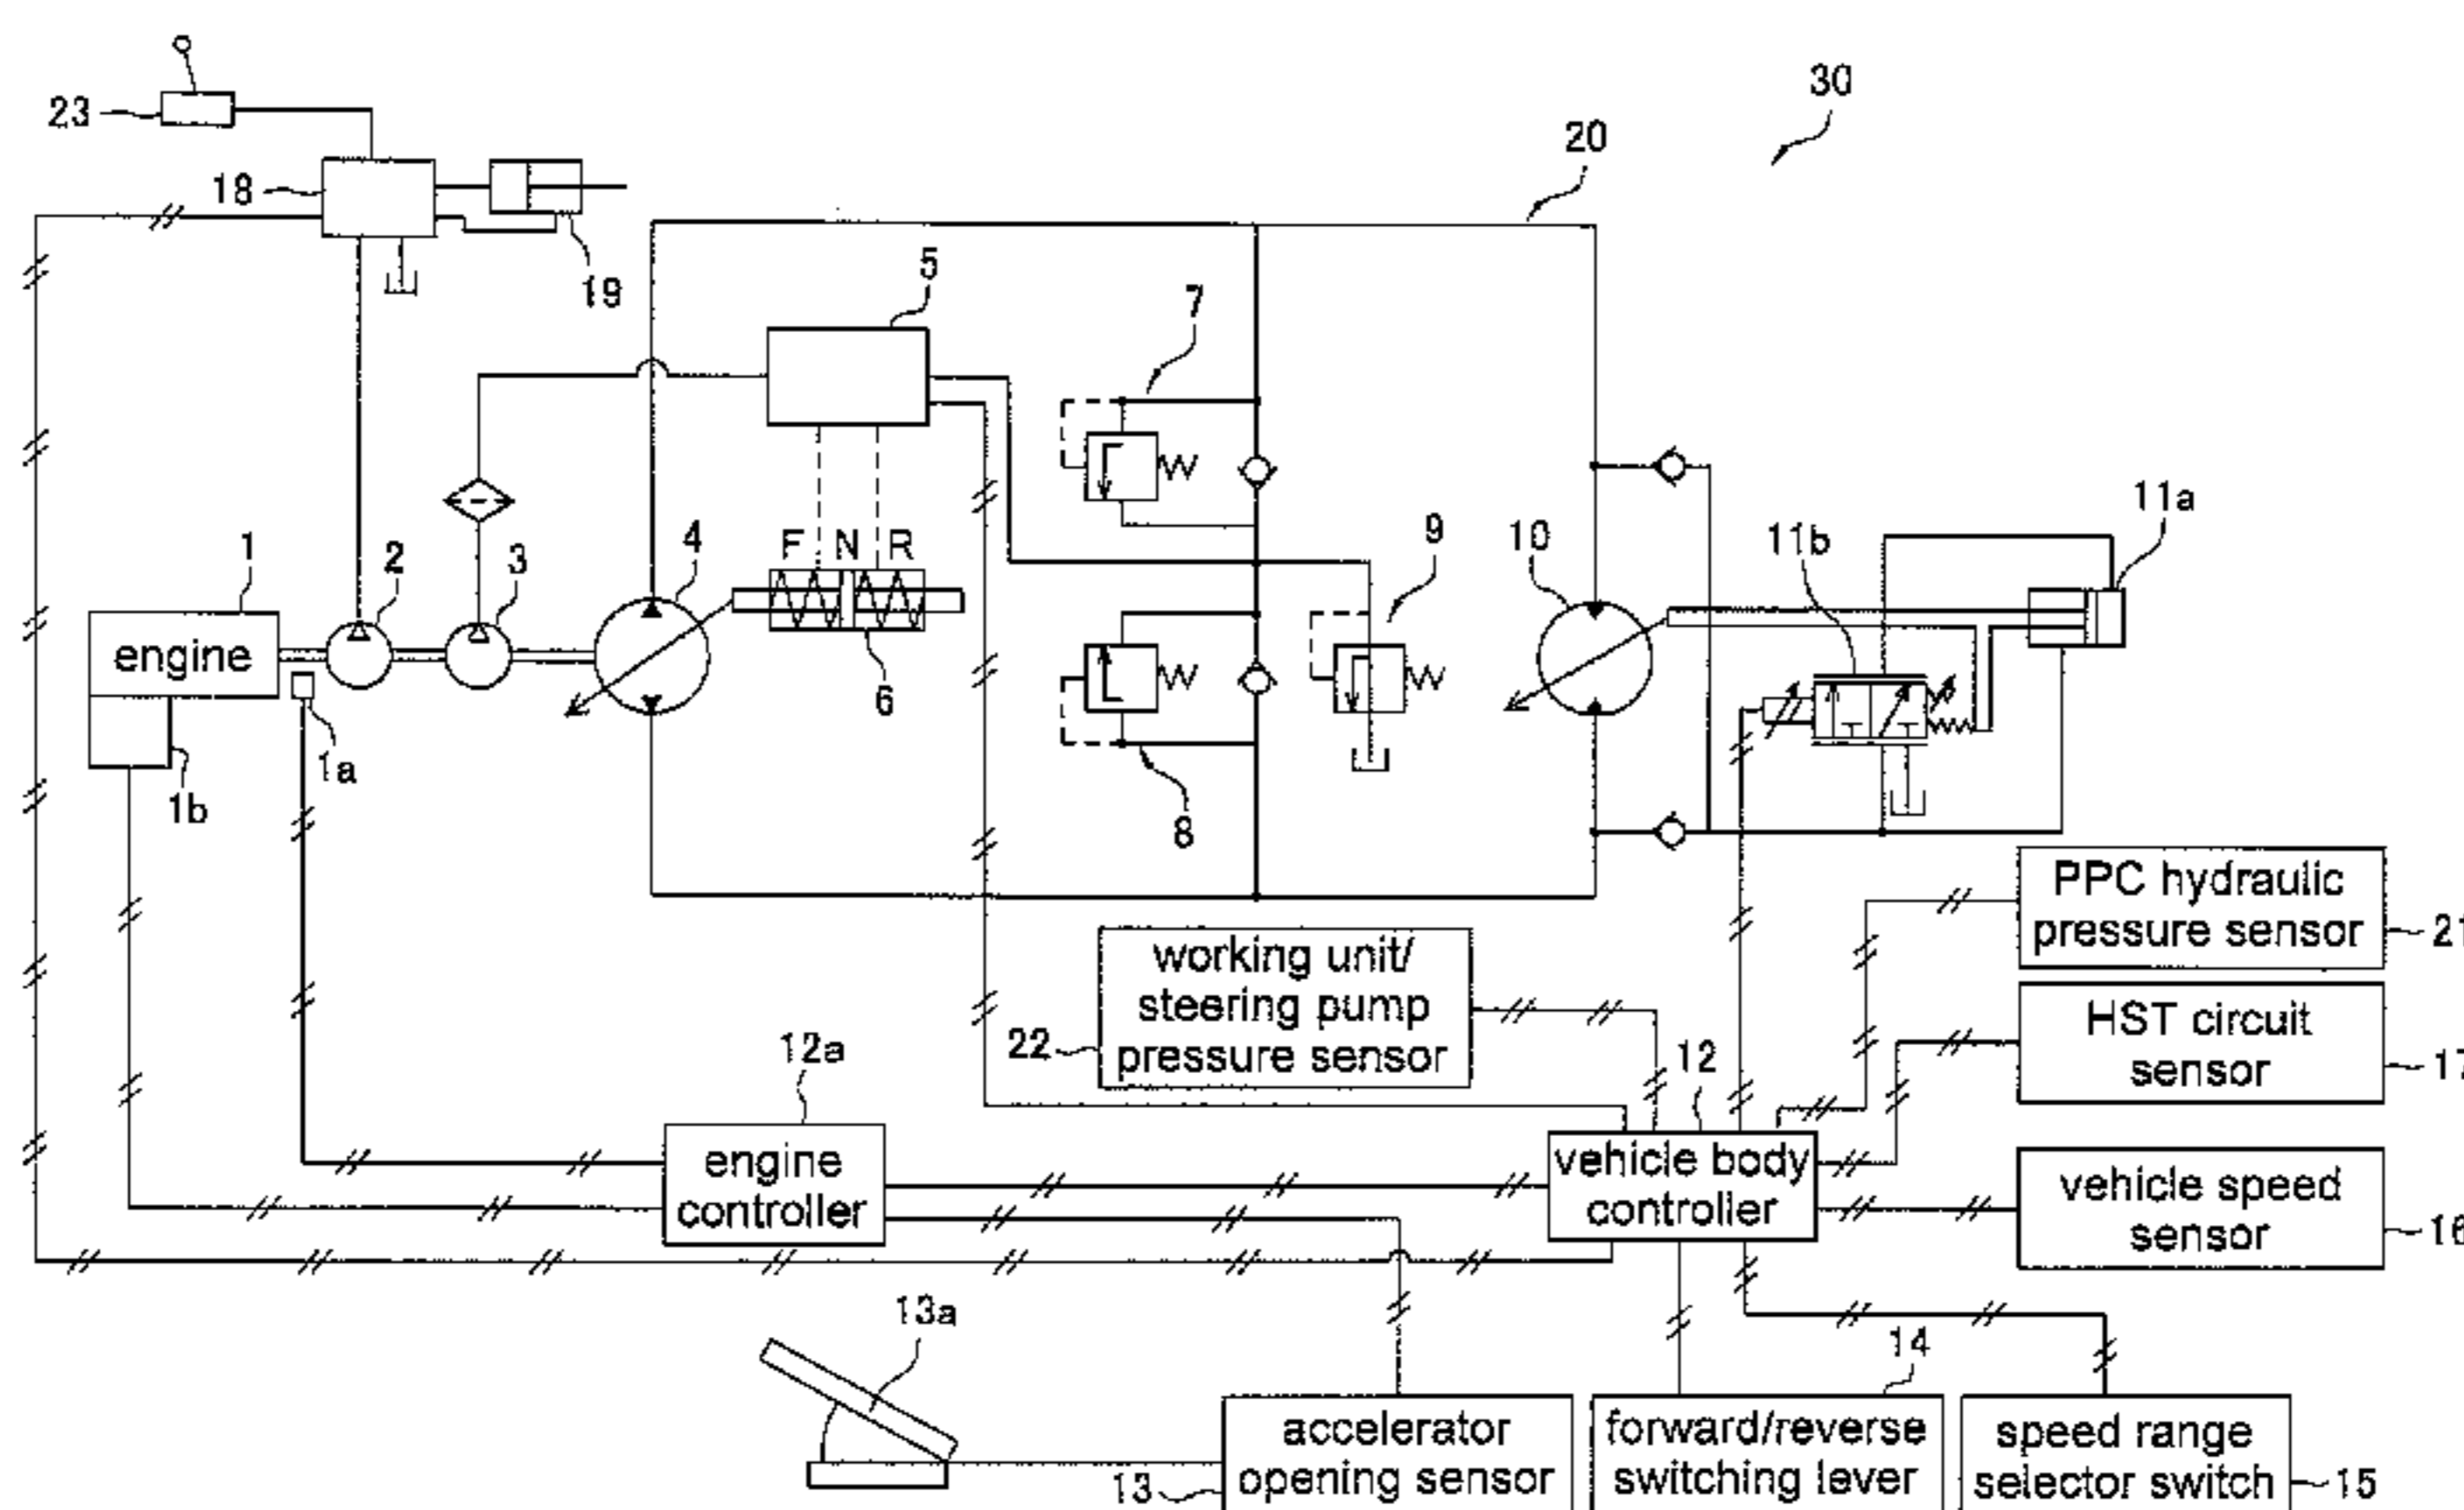 30
23
20
18
19
5
7
11a
9
10
11b
1
2
3
4
F N R
engine
6
1a
1b
8
PPC hydraulic
pressure sensor
21
working unit/
steering pump
pressure sensor
22
HST circuit
sensor
12a
12
engine
controller
vehicle body
controller
vehicle speed
sensor
16
13a
14
accelerator
opening sensor
13
forward/reverse
switching lever
speed range
selector switch
15